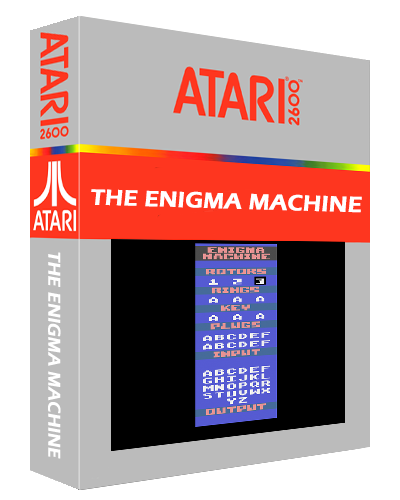 ATARI
2600
ATARI
THE ENIGMA MACHINE
ATARI®™
2600
THE ENIGMA MACHINE
ENIGMA
MACHINE
ROTORS
1 2 3
RINGS
A A A
KEY
A A A
PLUGS
ABCDEF
ABCDEF
INPUT
ABCDEF
GHIJKL
MNOPQR
STUVWX
YZ
OUTPUT